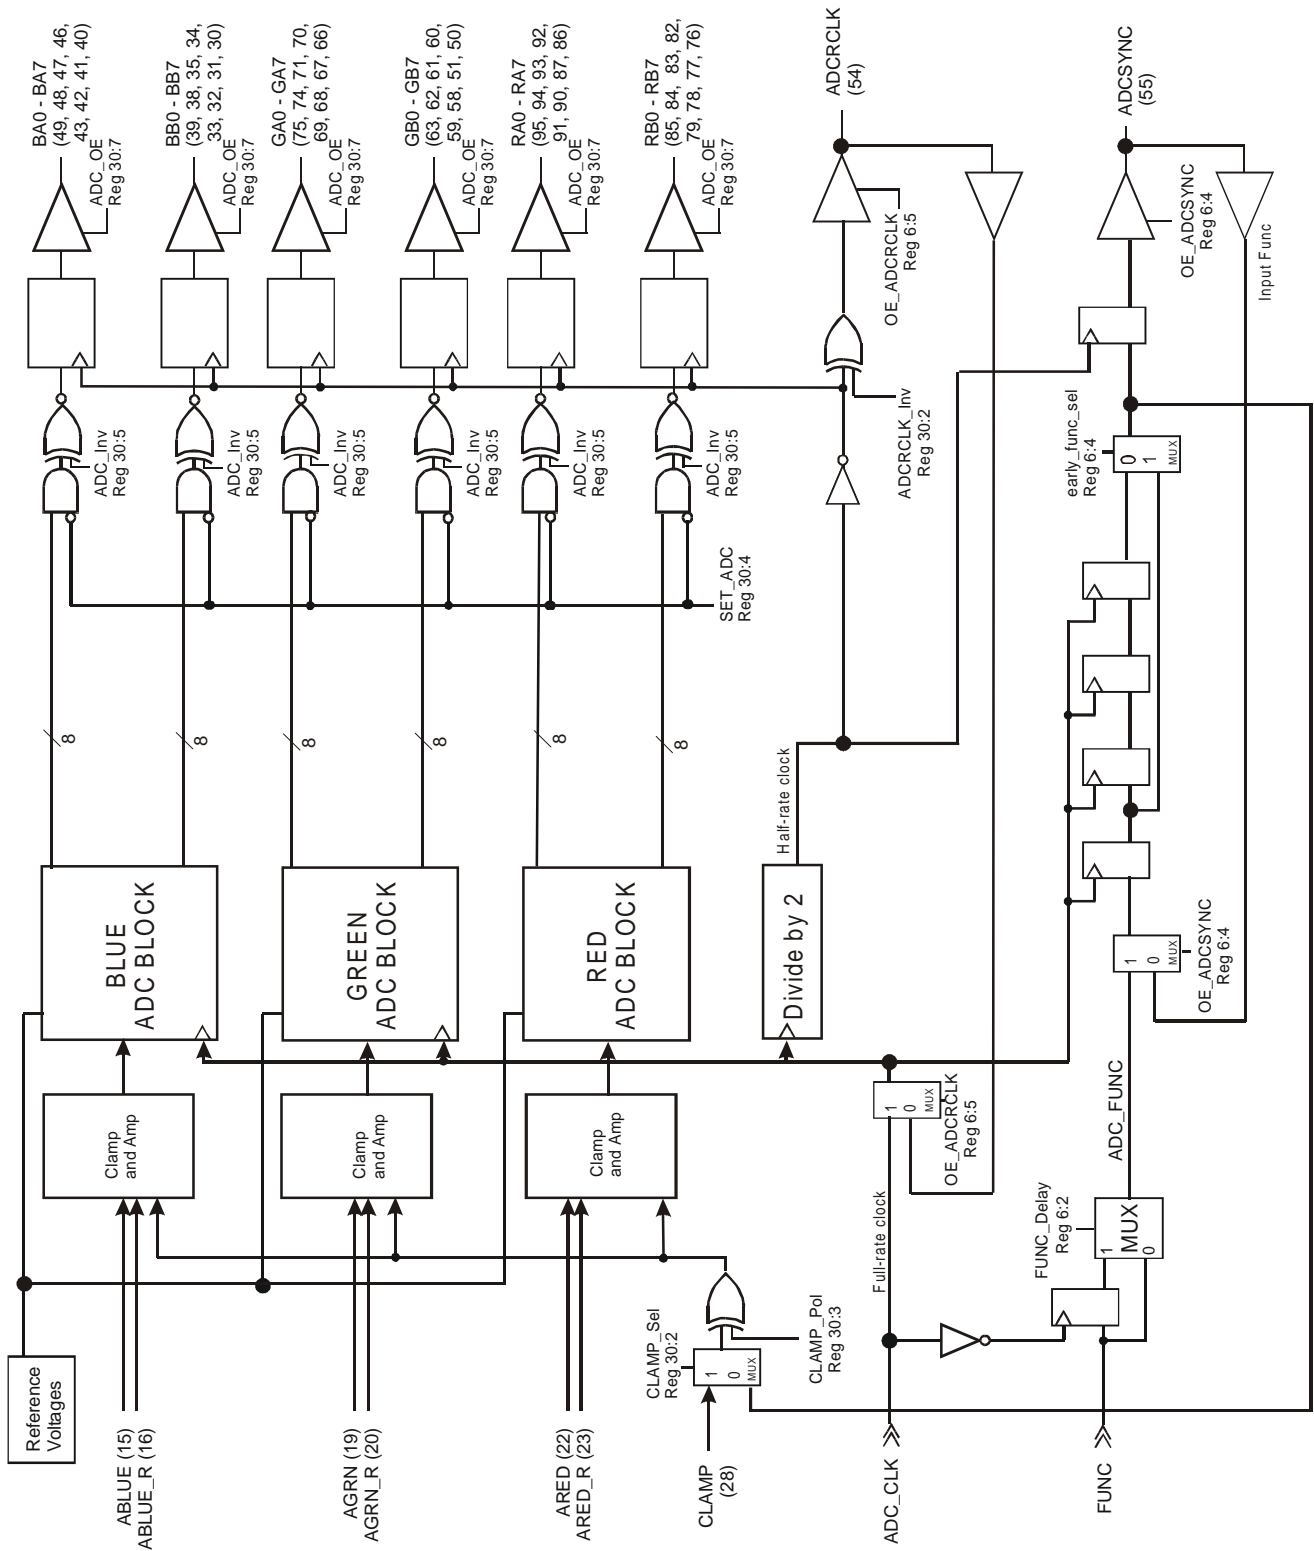 Reference
Voltages
ABLUE (15)
ABLUE_R (16)
AGRN (19)
AGRN_R (20)
ARED (22)
ARED_R (23)
CLAMP
(28)
ADC_CLK
FUNC
CLAMP_Sel
Reg 30:2
1
0
MUX
CLAMP_Pol
Reg 30:3
Clamp
and Amp
Clamp
and Amp
Clamp
and Amp
Full-rate clock
FUNC_Delay
Reg 6:2
1
MUX
0
1
0
MUX
OE_ADCRCLK
Reg 6:5
ADC_FUNC
BLUE
ADC BLOCK
GREEN
ADC BLOCK
RED
ADC BLOCK
Divide by 2
Half-rate clock
1
0
MUX
OE_ADCSYNC
Reg 6:4
8
8
8
8
8
8
SET_ADC
Reg 30:4
ADC_Inv
Reg 30:5
ADC_Inv
Reg 30:5
ADC_Inv
Reg 30:5
ADC_Inv
Reg 30:5
ADC_Inv
Reg 30:5
ADC_Inv
Reg 30:5
ADCRCLK_Inv
Reg 30:2
early_func_sel
Reg 6:4
0
1
MUX
OE_ADCRCLK
Reg 6:5
OE_ADCSYNC
Reg 6:4
Input Func
ADC_OE
Reg 30:7
ADC_OE
Reg 30:7
ADC_OE
Reg 30:7
ADC_OE
Reg 30:7
ADC_OE
Reg 30:7
ADC_OE
Reg 30:7
BA0 - BA7
(49, 48, 47, 46,
43, 42, 41, 40)
BB0 - BB7
(39, 38, 35, 34,
33, 32, 31, 30)
GA0 - GA7
(75, 74, 71, 70,
69, 68, 67, 66)
GB0 - GB7
(63, 62, 61, 60,
59, 58, 51, 50)
RA0 - RA7
(95, 94, 93, 92,
91, 90, 87, 86)
RB0 - RB7
(85, 84, 83, 82,
79, 78, 77, 76)
ADCRCLK
(54)
ADCSYNC
(55)